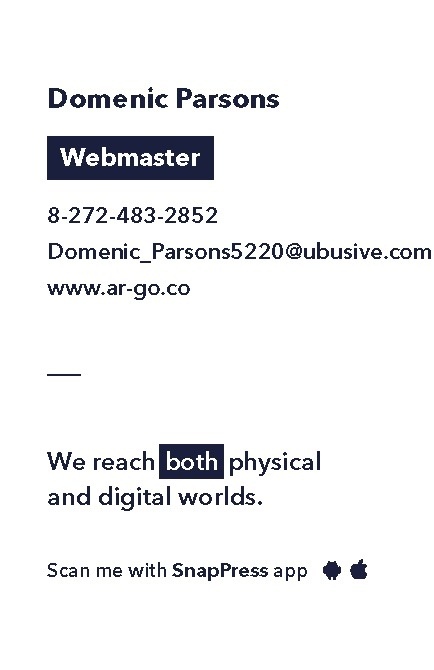 Domenic Parsons
Webmaster
8-272-483-2852
Domenic_Parsons5220@ubusive.com
www.ar-go.co
We reach both physical
and digital worlds.
Scan me with SnapPress app